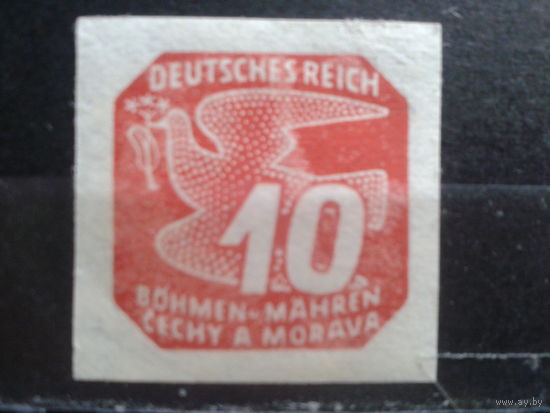 DEUTSCHES REICH
10
BÖHMEN-MÄHREN
ČECHY A MORAVA
www.ay.by